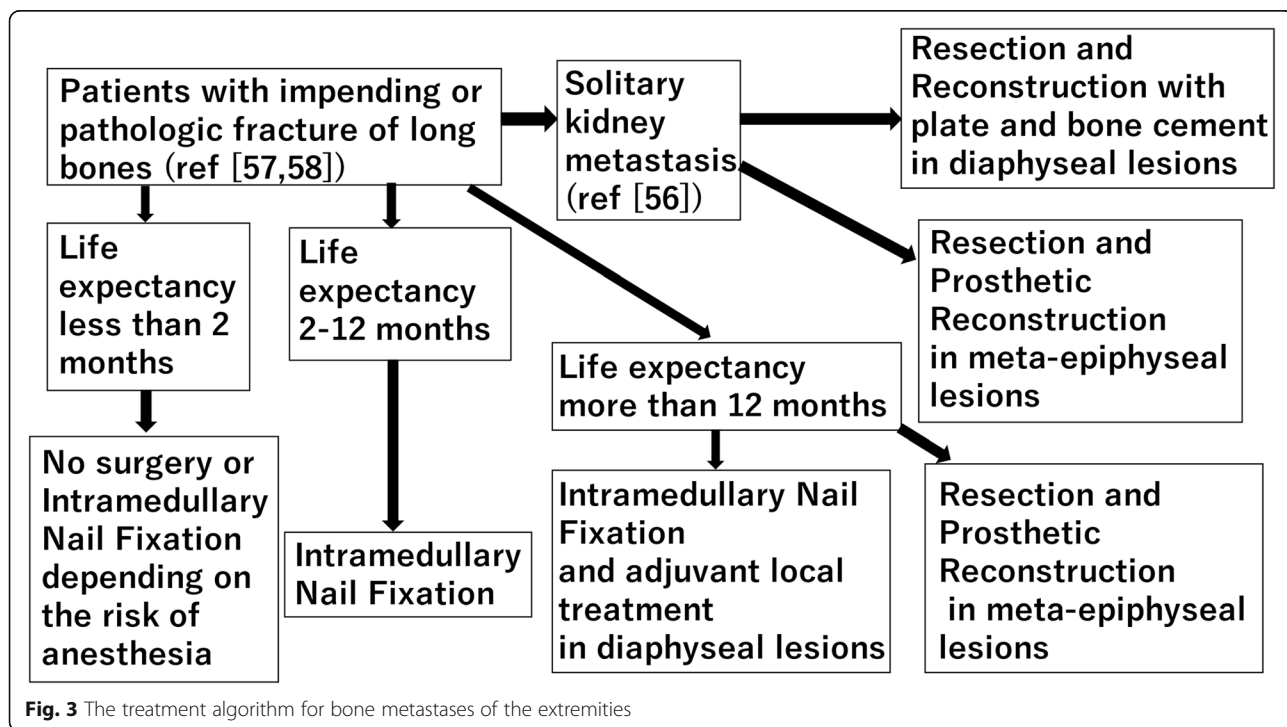 Patients with impending or
pathologic fracture of long
bones (ref [57,58])
Solitary
kidney
metastasis
(ref [56])
Resection and
Reconstruction with
plate and bone cement
in diaphyseal lesions
Resection and
Prosthetic
Reconstruction
in meta-epiphyseal
lesions
Life
expectancy
less than 2
months
Life
expectancy
2-12 months
Life expectancy
more than 12 months
No surgery or
Intramedullary
Nail Fixation
depending on
the risk of
anesthesia
Intramedullary
Nail Fixation
Intramedullary Nail
Fixation
and adjuvant local
treatment
in diaphyseal lesions
Resection and
Prosthetic
Reconstruction
in meta-epiphyseal
lesions
Fig. 3 The treatment algorithm for bone metastases of the extremities